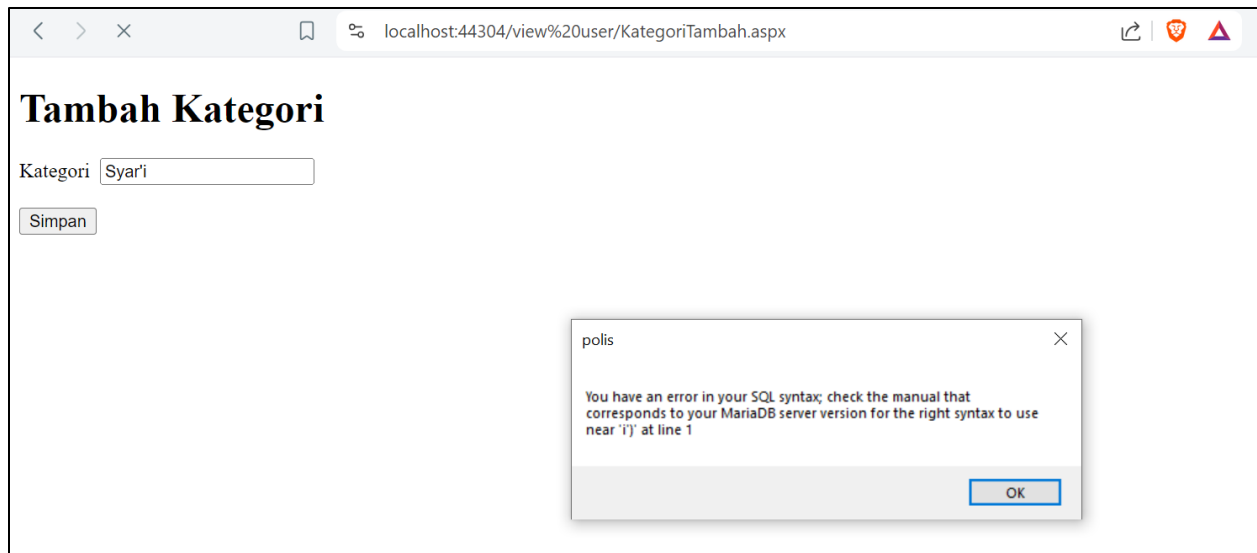 localhost:44304/view%20user/KategoriTambah.aspx
Tambah Kategori
Kategori Syar'i
Simpan
polis
You have an error in your SQL syntax; check the manual that
corresponds to your MariaDB server version for the right syntax to use
near 'i')' at line 1
OK